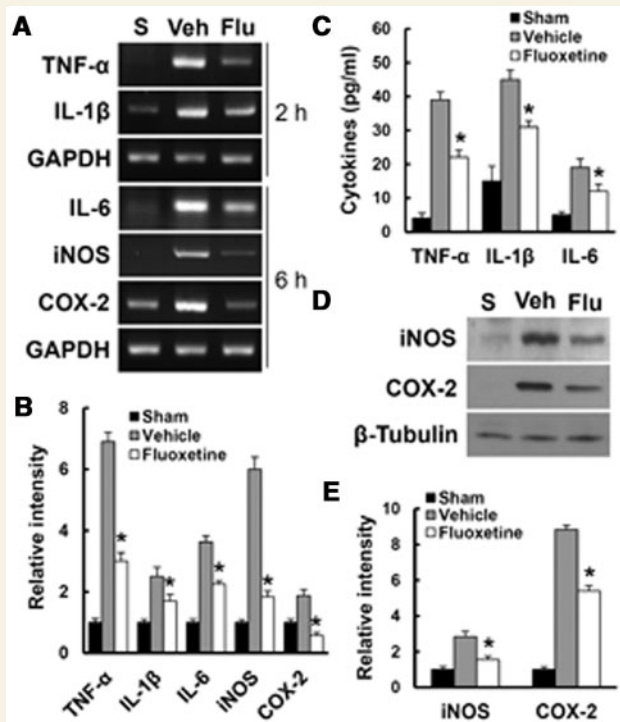 A
S Veh Flu
TNF-α
IL-1β
GAPDH
2 h
IL-6
iNOS
COX-2
GAPDH
6 h
B
8
6
4
2
0
Relative intensity
Sham
Vehicle
Fluoxetine
* * * * *
TNF-α IL-1β IL-6 iNOS COX-2
C
60
50
40
30
20
10
0
Cytokines (pg/ml)
Sham
Vehicle
Fluoxetine
* * *
TNF-α IL-1β IL-6
D
S Veh Flu
iNOS
COX-2
β-Tubulin
E
10
8
6
4
2
0
Relative intensity
Sham
Vehicle
Fluoxetine
* *
iNOS COX-2